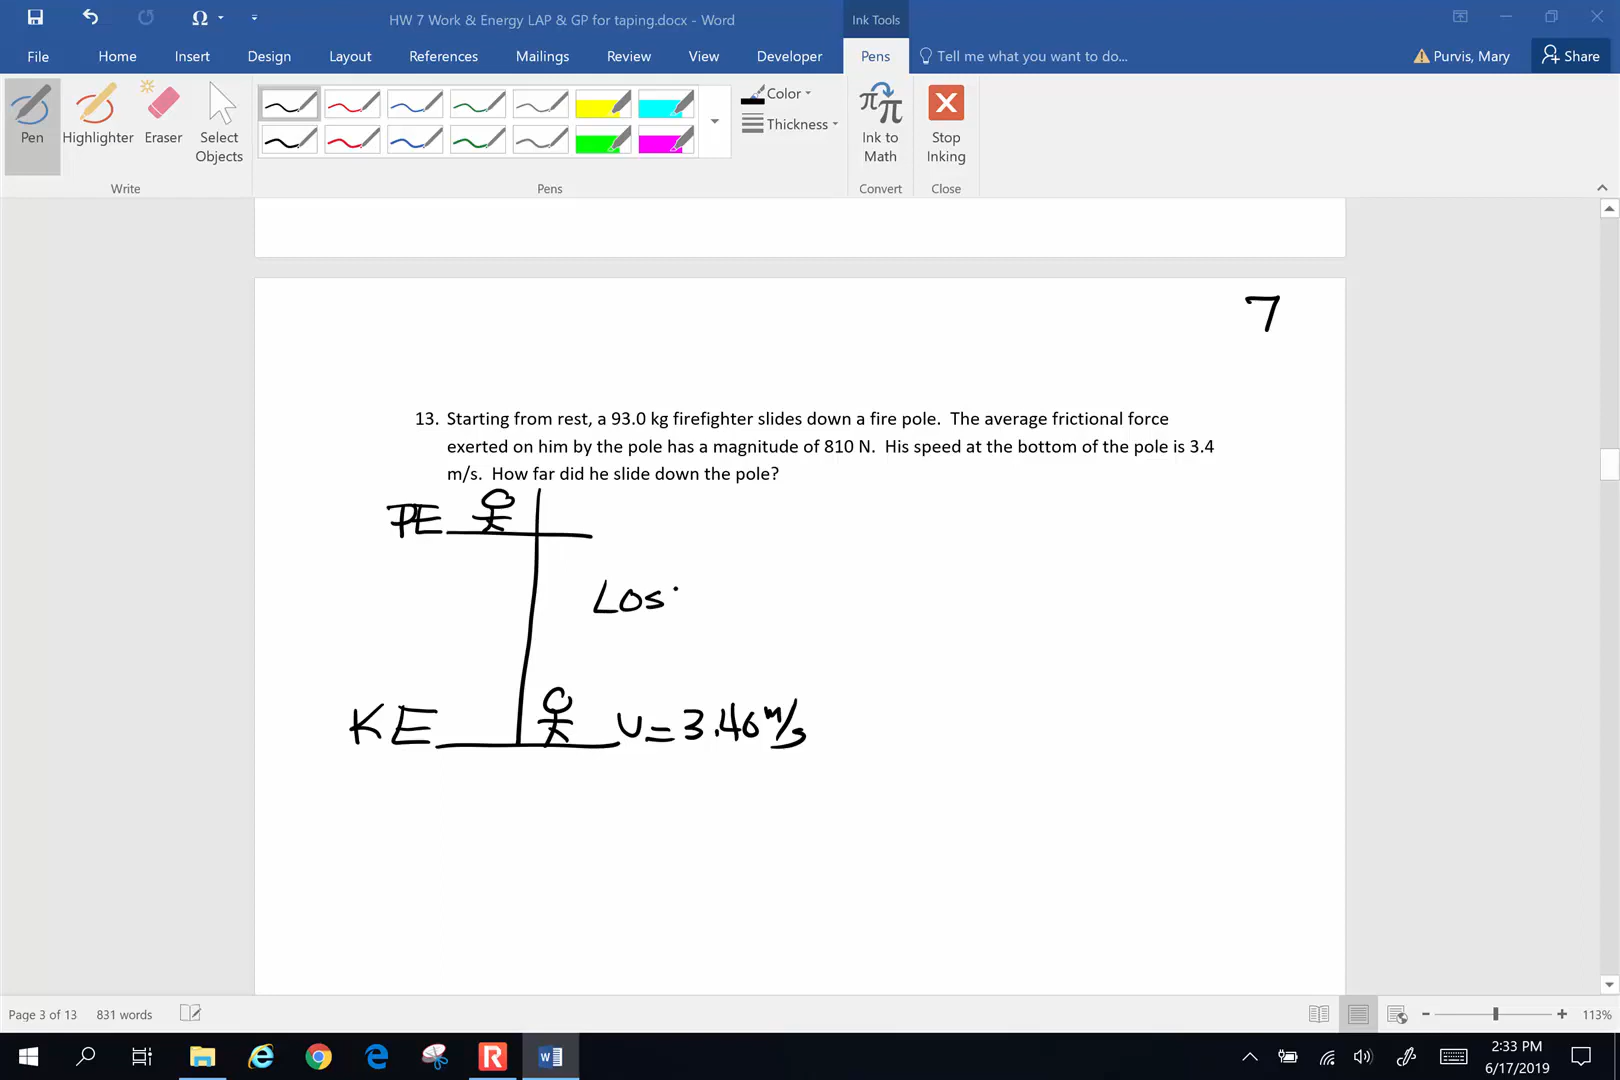 HW 7 Work & Energy LAP & GP for taping.docx - Word
Ink Tools
File Home Insert Design Layout References Mailings Review View Developer Pens Tell me what you want to do... Purvis, Mary Share
Pen Highlighter Eraser Select Objects
Color
Thickness
Ink to Math
Stop Inking
Write Pens Convert Close
7
13. Starting from rest, a 93.0 kg firefighter slides down a fire pole. The average frictional force
exerted on him by the pole has a magnitude of 810 N. His speed at the bottom of the pole is 3.4
m/s. How far did he slide down the pole?
PE
Los
KE v = 3.40 m/s
Page 3 of 13 831 words 113%
2:33 PM
6/17/2019